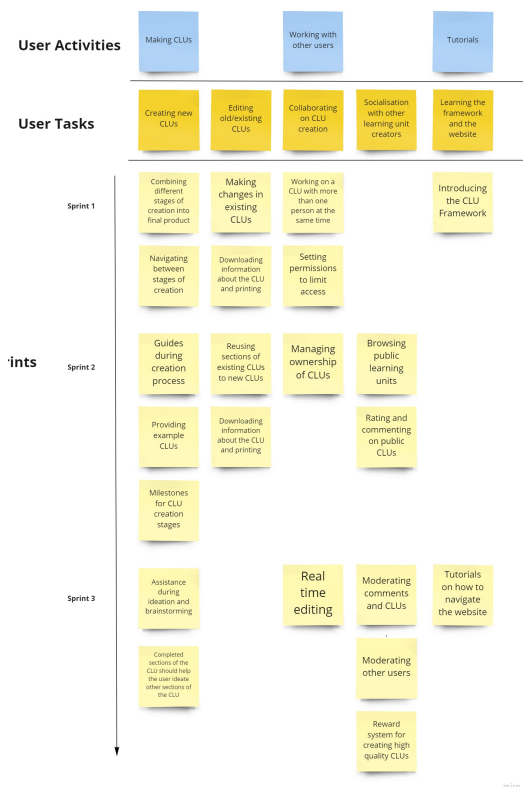 User Activities
Making CLUs
Working with
other users
Tutorials
User Tasks
Creating new
CLUs
Editing
old/existing
CLUs
Collaborating
on CLU
creation
Socialisation
with other
learning unit
creators
Learning the
framework
and the
website
Sprint 1
Combining
different
stages of
creation into
final product
Making
changes in
existing
CLUs
Working on a
CLU with more
than one
person at the
same time
Introducing
the CLU
Framework
Navigating
between
stages of
creation
Downloading
information
about the CLU
and printing
Setting
permissions
to limit
access
rints
Sprint 2
Guides
during
creation
process
Reusing
sections of
existing CLUs
to new CLUs
Managing
ownership
of CLUs
Browsing
public
learning
units
Providing
example
CLUs
Downloading
information
about the CLU
and printing
Rating and
commenting
on public
CLUs
Milestones
for CLU
creation
stages
Sprint 3
Assistance
during
ideation and
brainstorming
Real
time
editing
Moderating
comments
and CLUs
Tutorials
on how to
navigate
the website
Completed
sections of the
CLU should help
the user ideate
other sections of
the CLU
Moderating
other users
Reward
system for
creating high
quality CLUs
miro